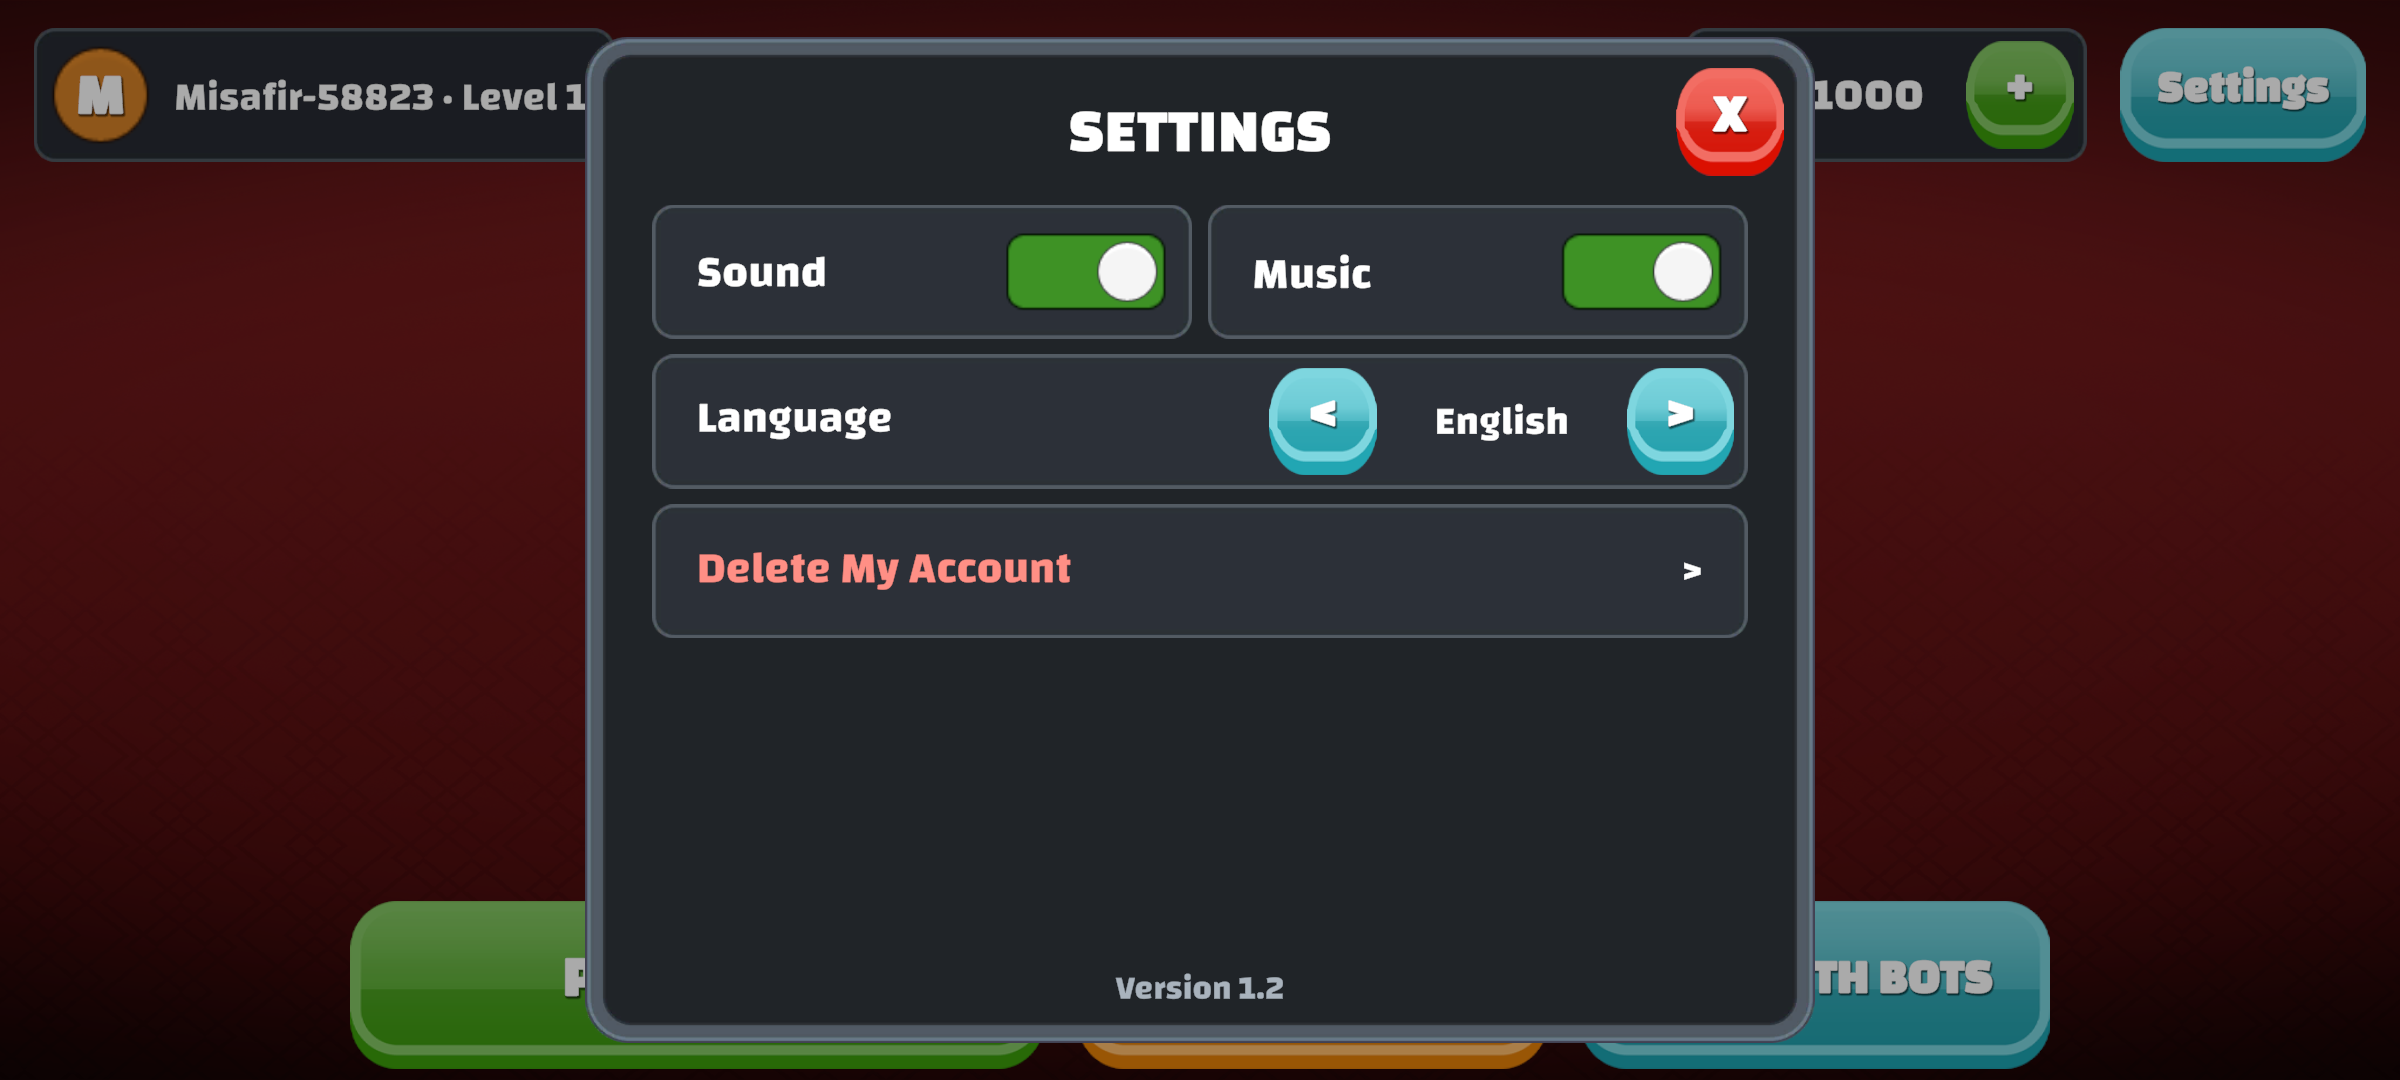 M
Misafir-58823 • Level 1
1000
+
Settings
SETTINGS
X
Sound
Music
Language
<
English
>
Delete My Account
>
TH BOTS
Version 1.2